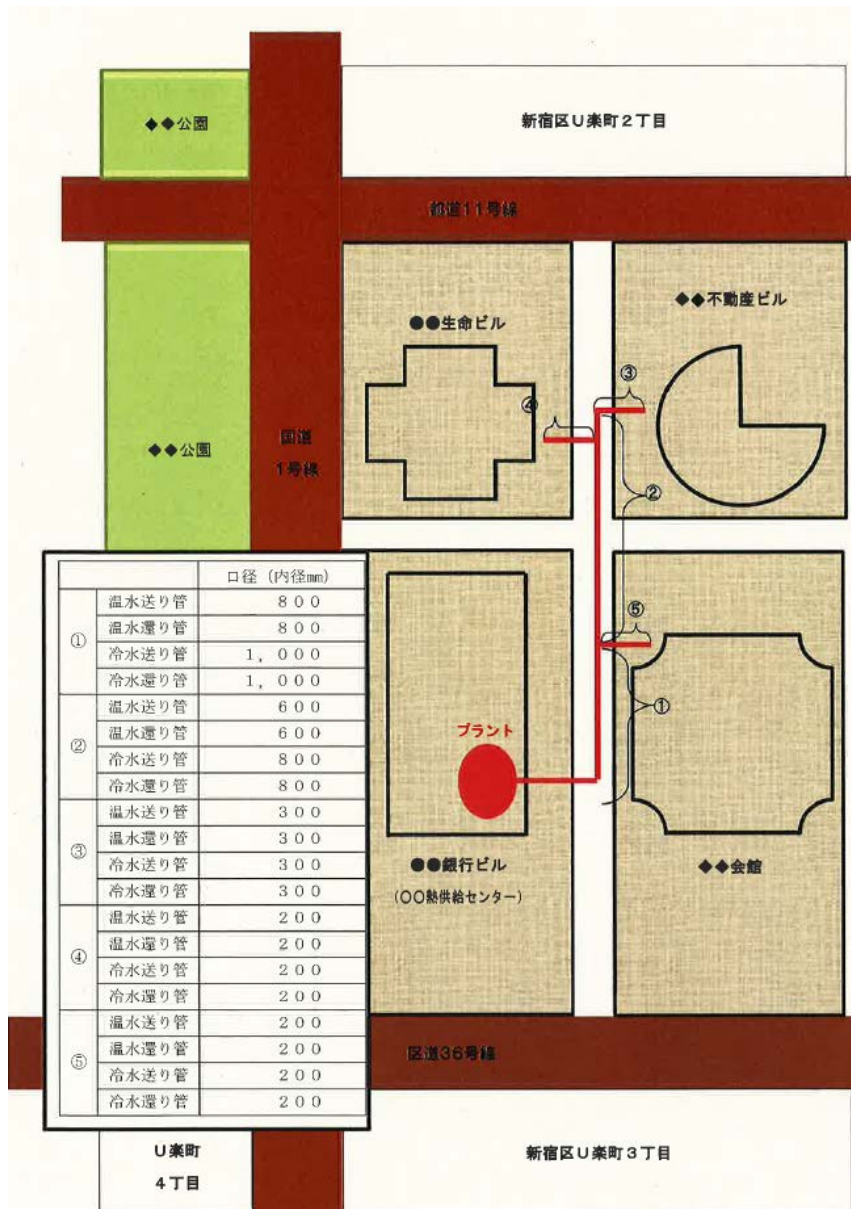 ◆◆公園
新宿区U楽町2丁目
都道11号線
●●生命ビル
◆◆不動産ビル
③
④
◆◆公園
国道
1号線
②
口径 (内径㎜)
① 温水送り管 800
温水還り管 800
冷水送り管 1,000
冷水還り管 1,000
② 温水送り管 600
温水還り管 600
冷水送り管 800
冷水還り管 800
③ 温水送り管 300
温水還り管 300
冷水送り管 300
冷水還り管 300
④ 温水送り管 200
温水還り管 200
冷水送り管 200
冷水還り管 200
⑤ 温水送り管 200
温水還り管 200
冷水送り管 200
冷水還り管 200
⑤
①
プラント
●●銀行ビル
(〇〇熱供給センター)
◆◆会館
区道36号線
U楽町
4丁目
新宿区U楽町3丁目